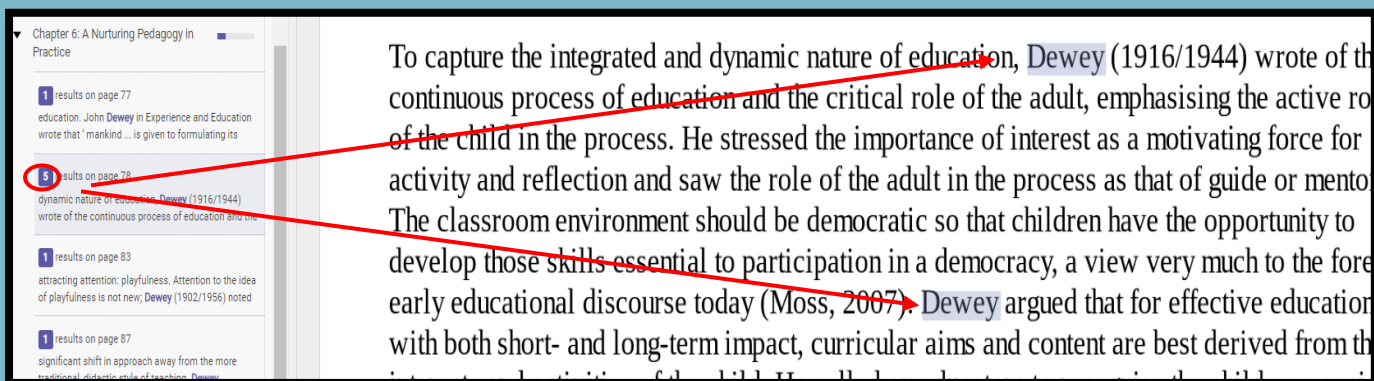 Chapter 6: A Nurturing Pedagogy in
Practice
1 results on page 77
education. John Dewey in Experience and Education
wrote that ' mankind ... is given to formulating its
5 results on page 78
dynamic nature of education, Dewey (1916/1944)
wrote of the continuous process of education and the
1 results on page 83
attracting attention: playfulness. Attention to the idea
of playfulness is not new; Dewey (1902/1956) noted
1 results on page 87
significant shift in approach away from the more
traditional, didactic style of teaching. Dewey
To capture the integrated and dynamic nature of education, Dewey (1916/1944) wrote of th
continuous process of education and the critical role of the adult, emphasising the active ro
of the child in the process. He stressed the importance of interest as a motivating force for
activity and reflection and saw the role of the adult in the process as that of guide or mento
The classroom environment should be democratic so that children have the opportunity to
develop those skills essential to participation in a democracy, a view very much to the fore
early educational discourse today (Moss, 2007). Dewey argued that for effective education
with both short- and long-term impact, curricular aims and content are best derived from th